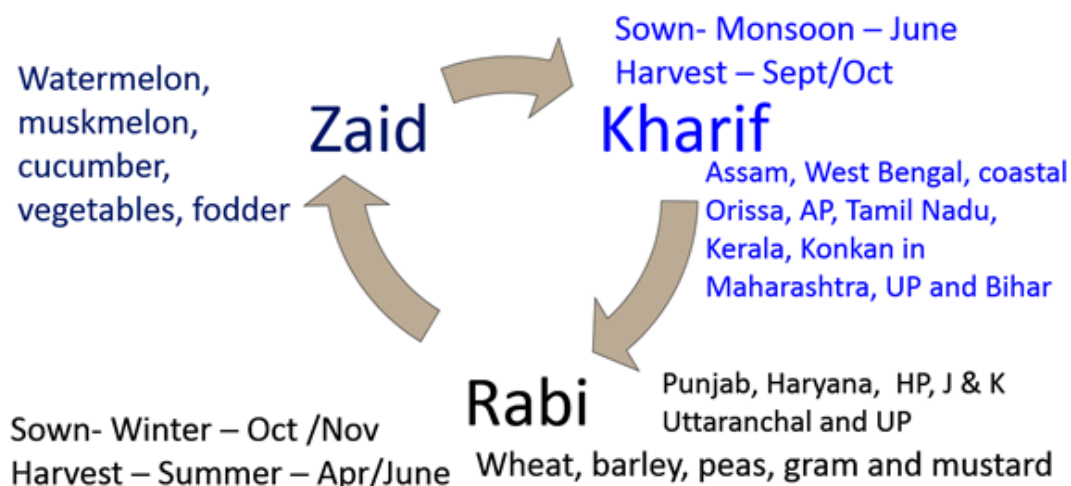 Sown- Monsoon – June
Harvest – Sept/Oct
Watermelon,
muskmelon,
cucumber,
vegetables, fodder
Zaid
Kharif
Assam, West Bengal, coastal
Orissa, AP, Tamil Nadu,
Kerala, Konkan in
Maharashtra, UP and Bihar
Rabi
Punjab, Haryana, HP, J & K
Uttaranchal and UP
Sown- Winter – Oct /Nov
Harvest – Summer – Apr/June
Wheat, barley, peas, gram and mustard